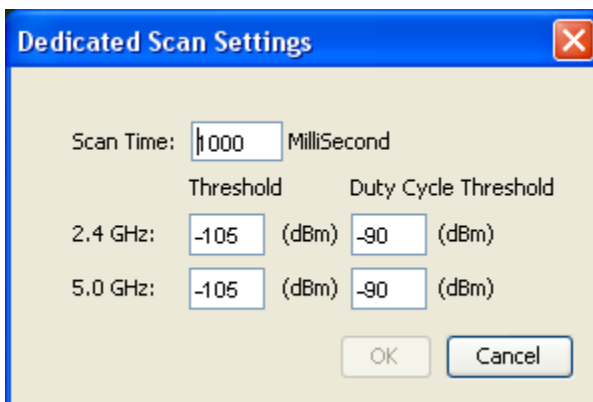 Dedicated Scan Settings
Scan Time: 1000 MilliSecond
Threshold Duty Cycle Threshold
2.4 GHz: -105 (dBm) -90 (dBm)
5.0 GHz: -105 (dBm) -90 (dBm)
OK Cancel